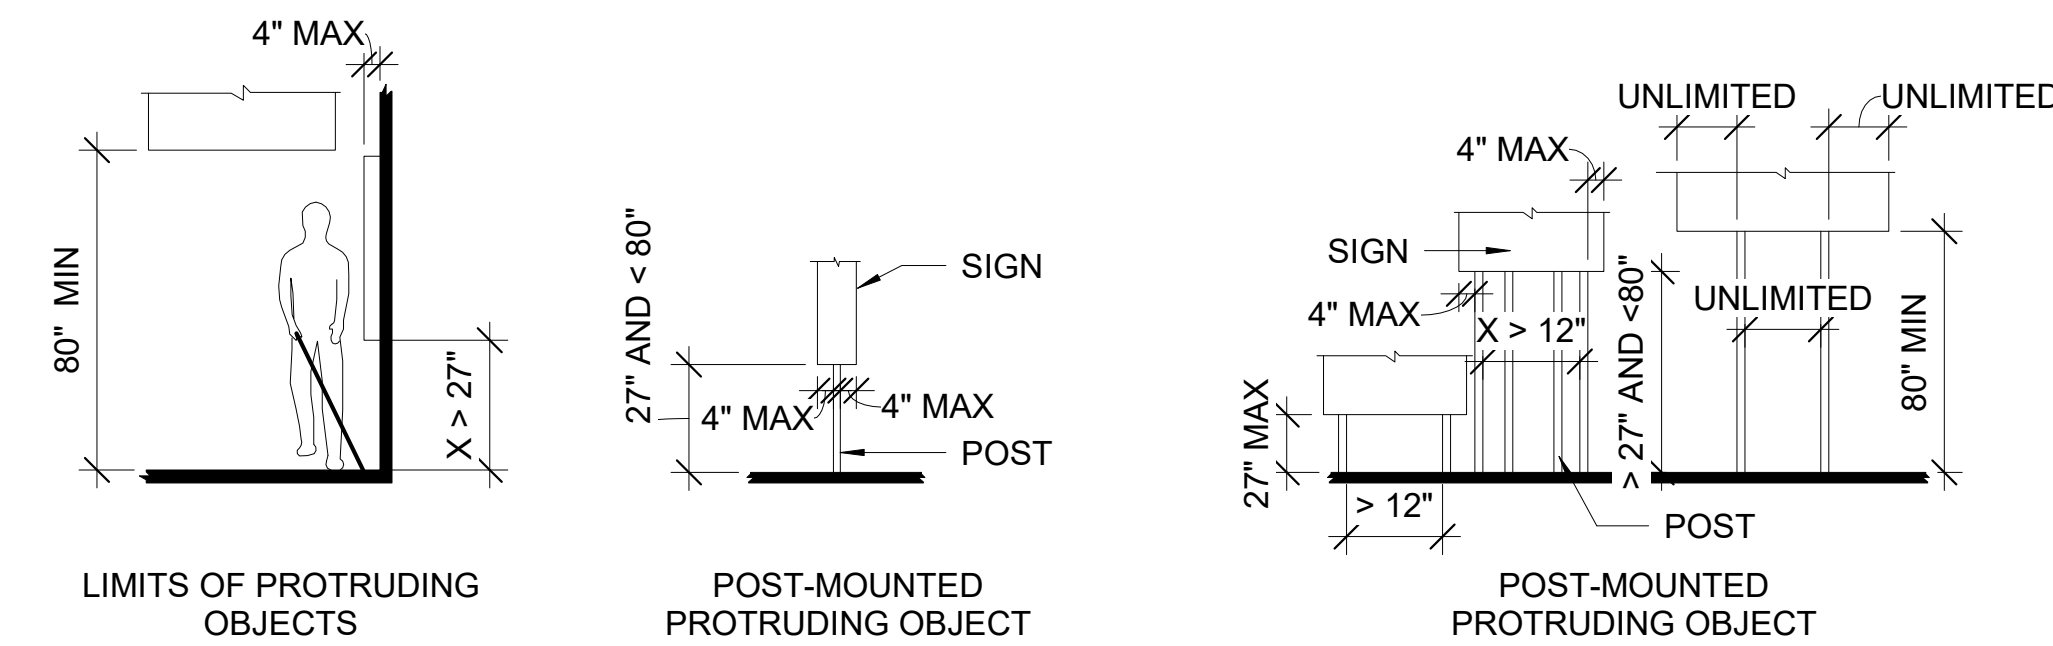 4" MAX
80" MIN
X > 27"
LIMITS OF PROTRUDING
OBJECTS
27" AND < 80"
SIGN
4" MAX
4" MAX
POST
POST-MOUNTED
PROTRUDING OBJECT
UNLIMITED
UNLIMITED
4" MAX
SIGN
4" MAX
X > 12"
UNLIMITED
> 27" AND <80"
80" MIN
27" MAX
> 12"
POST
POST-MOUNTED
PROTRUDING OBJECT